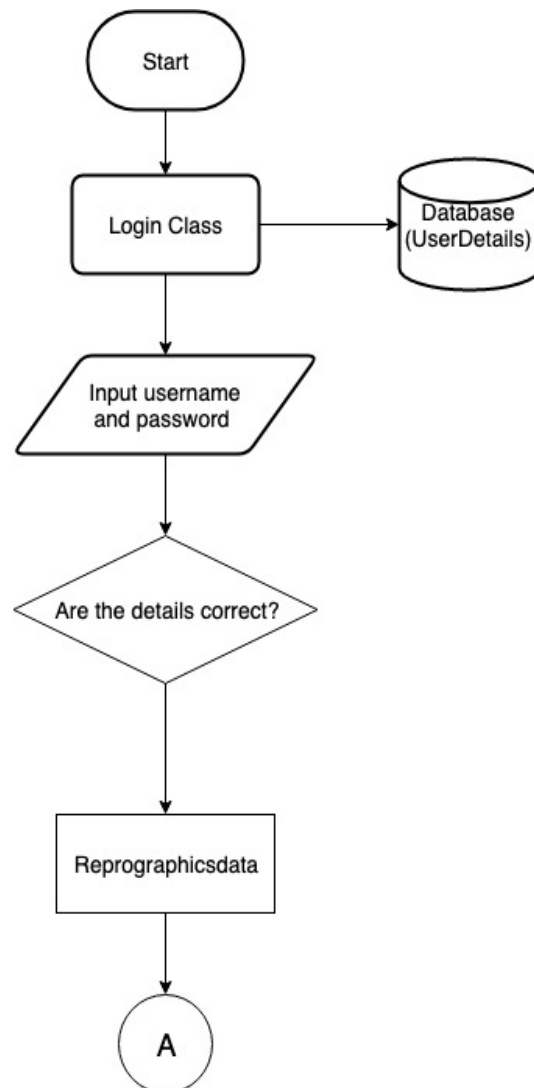 Start
Login Class
Database
(UserDetails)
Input username
and password
Are the details correct?
Reprographicsdata
A